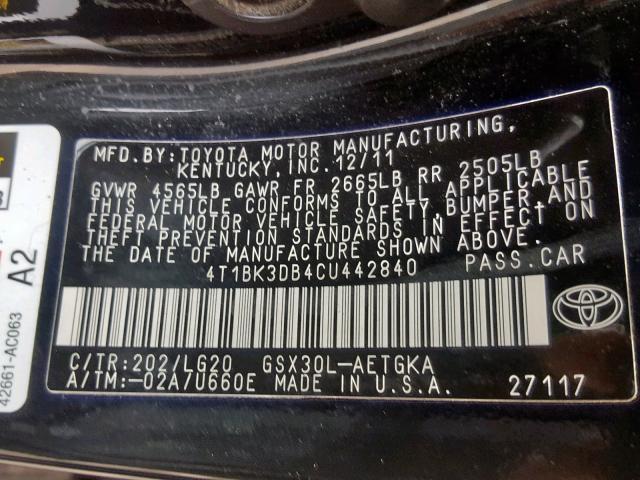 MFD.BY:TOYOTA MOTOR MANUFACTURING,
KENTUCKY, INC. 12/11
GVWR 4565LB GAWR FR 2665LB RR 2505LB
THIS VEHICLE CONFORMS TO ALL APPLICABLE
FEDERAL MOTOR VEHICLE SAFETY, BUMPER, AND
THEFT PREVENTION STANDARDS IN EFFECT ON
THE DATE OF MANUFACTURE SHOWN ABOVE.
4T1BK3DB4CU442840 PASS.CAR
C/TR:202/LG20 GSX30L-AETGKA
A/TM:-02A/U660E MADE IN U.S.A.
27117
A2
42661-AC063